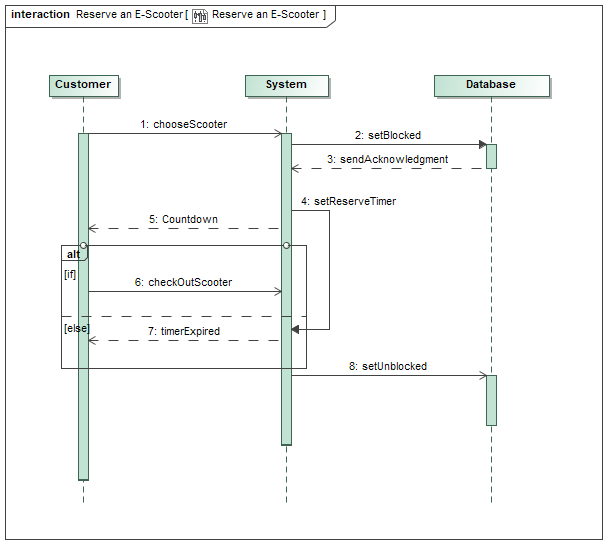 interaction Reserve an E-Scooter [ Reserve an E-Scooter ]
Customer
System
Database
1: chooseScooter
2: setBlocked
3: sendAcknowledgment
4: setReserveTimer
5: Countdown
alt
[if]
6: checkOutScooter
[else]
7: timerExpired
8: setUnblocked